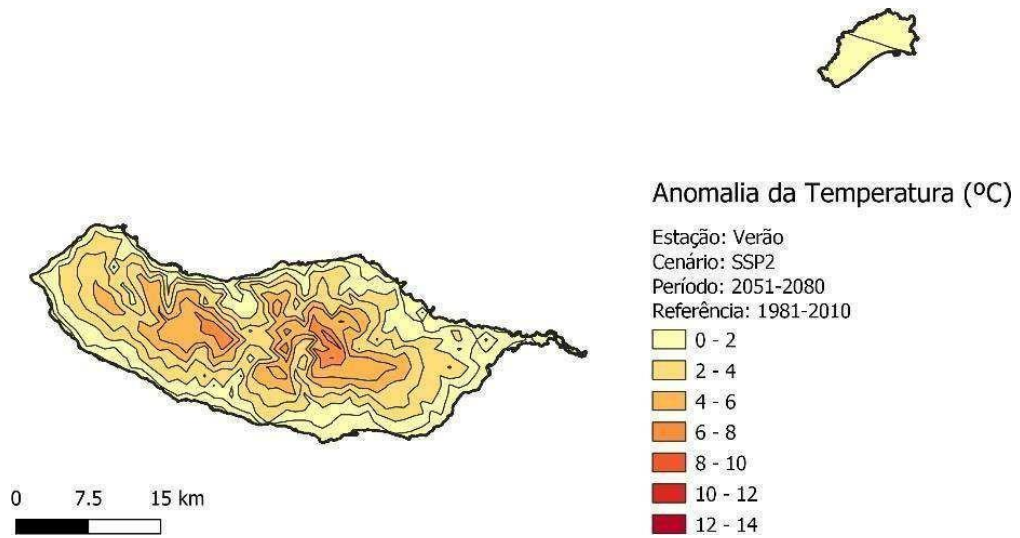 Anomalia da Temperatura (ºC)
Estação: Verão
Cenário: SSP2
Período: 2051-2080
Referência: 1981-2010
0 - 2
2 - 4
4 - 6
6 - 8
8 - 10
10 - 12
12 - 14
0 7.5 15 km